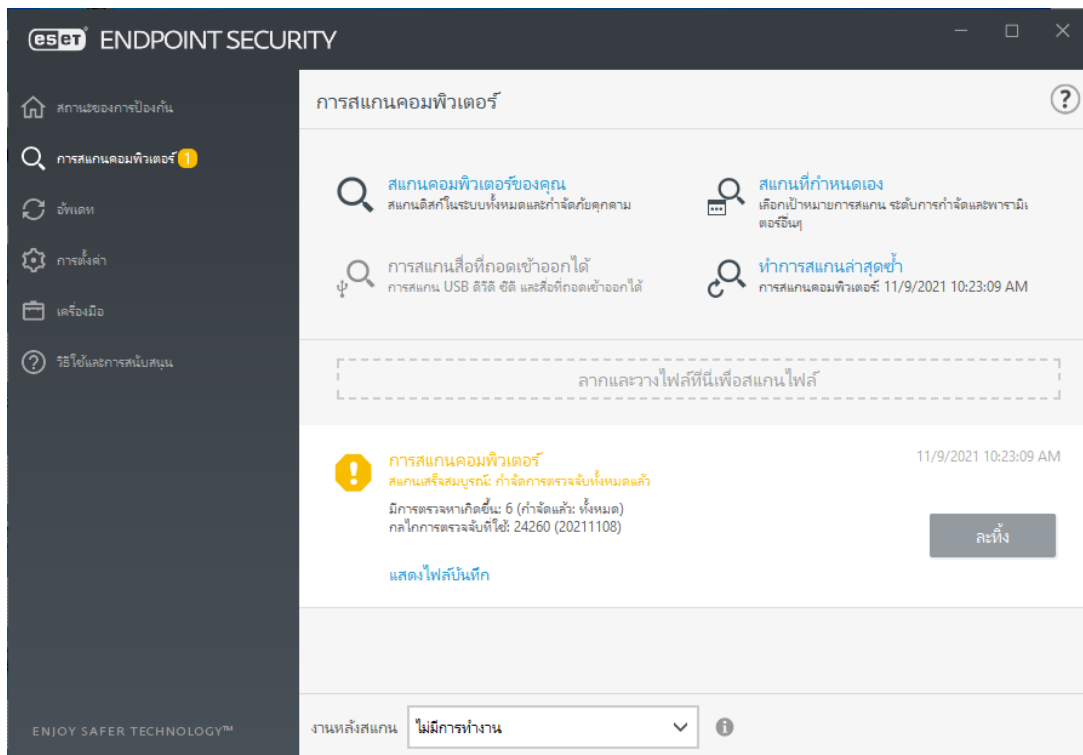 eset ENDPOINT SECURITY
สถานะของการป้องกัน
การสแกนคอมพิวเตอร์ 1
อัพเดท
การตั้งค่า
เครื่องมือ
วิธีใช้และการสนับสนุน
ENJOY SAFER TECHNOLOGY™
การสแกนคอมพิวเตอร์
?
สแกนคอมพิวเตอร์ของคุณ
สแกนดิสก์ในระบบทั้งหมดและกำจัดภัยคุกคาม
สแกนที่กำหนดเอง
เลือกเป้าหมายการสแกน ระดับการกำจัดและพารามิเ
ตอร์อื่นๆ
การสแกนสื่อที่ถอดเข้าออกได้
การสแกน USB ดีวีดี ซีดี และสื่อที่ถอดเข้าออกได้
ทำการสแกนล่าสุดซ้ำ
การสแกนคอมพิวเตอร์: 11/9/2021 10:23:09 AM
ลากและวางไฟล์ที่นี่เพื่อสแกนไฟล์
การสแกนคอมพิวเตอร์
11/9/2021 10:23:09 AM
สแกนเสร็จสมบูรณ์: กำจัดการตรวจจับทั้งหมดแล้ว
มีการตรวจหาเกิดขึ้น: 6 (กำจัดแล้ว: ทั้งหมด)
กลไกการตรวจจับที่ใช้: 24260 (20211108)
ละทิ้ง
แสดงไฟล์บันทึก
งานหลังสแกน ไม่มีการทำงาน